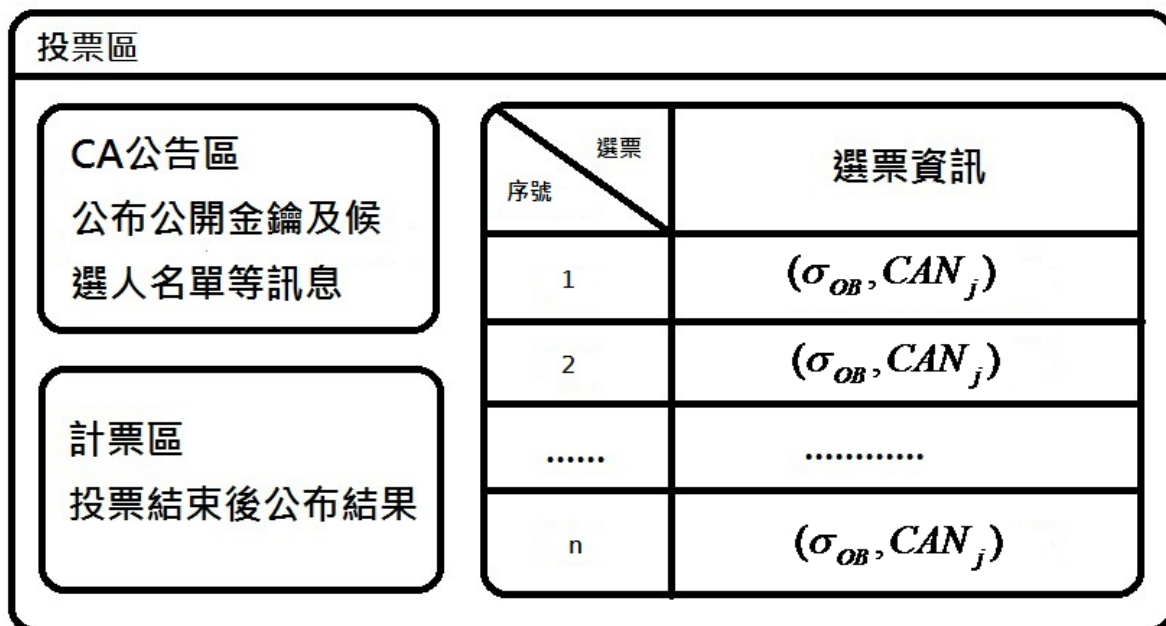 投票區
CA公告區
公布公開金鑰及候
選人名單等訊息
計票區
投票結束後公布結果
選票
序號
選票資訊
1
(σ_OB, CAN_j)
2
(σ_OB, CAN_j)
......
............
n
(σ_OB, CAN_j)